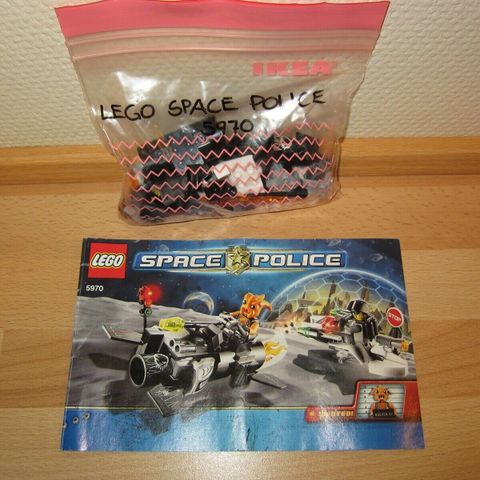 IKEA
LEGO SPACE POLICE
5970
LEGO
SPACE POLICE
5970
STOP
WANTED!